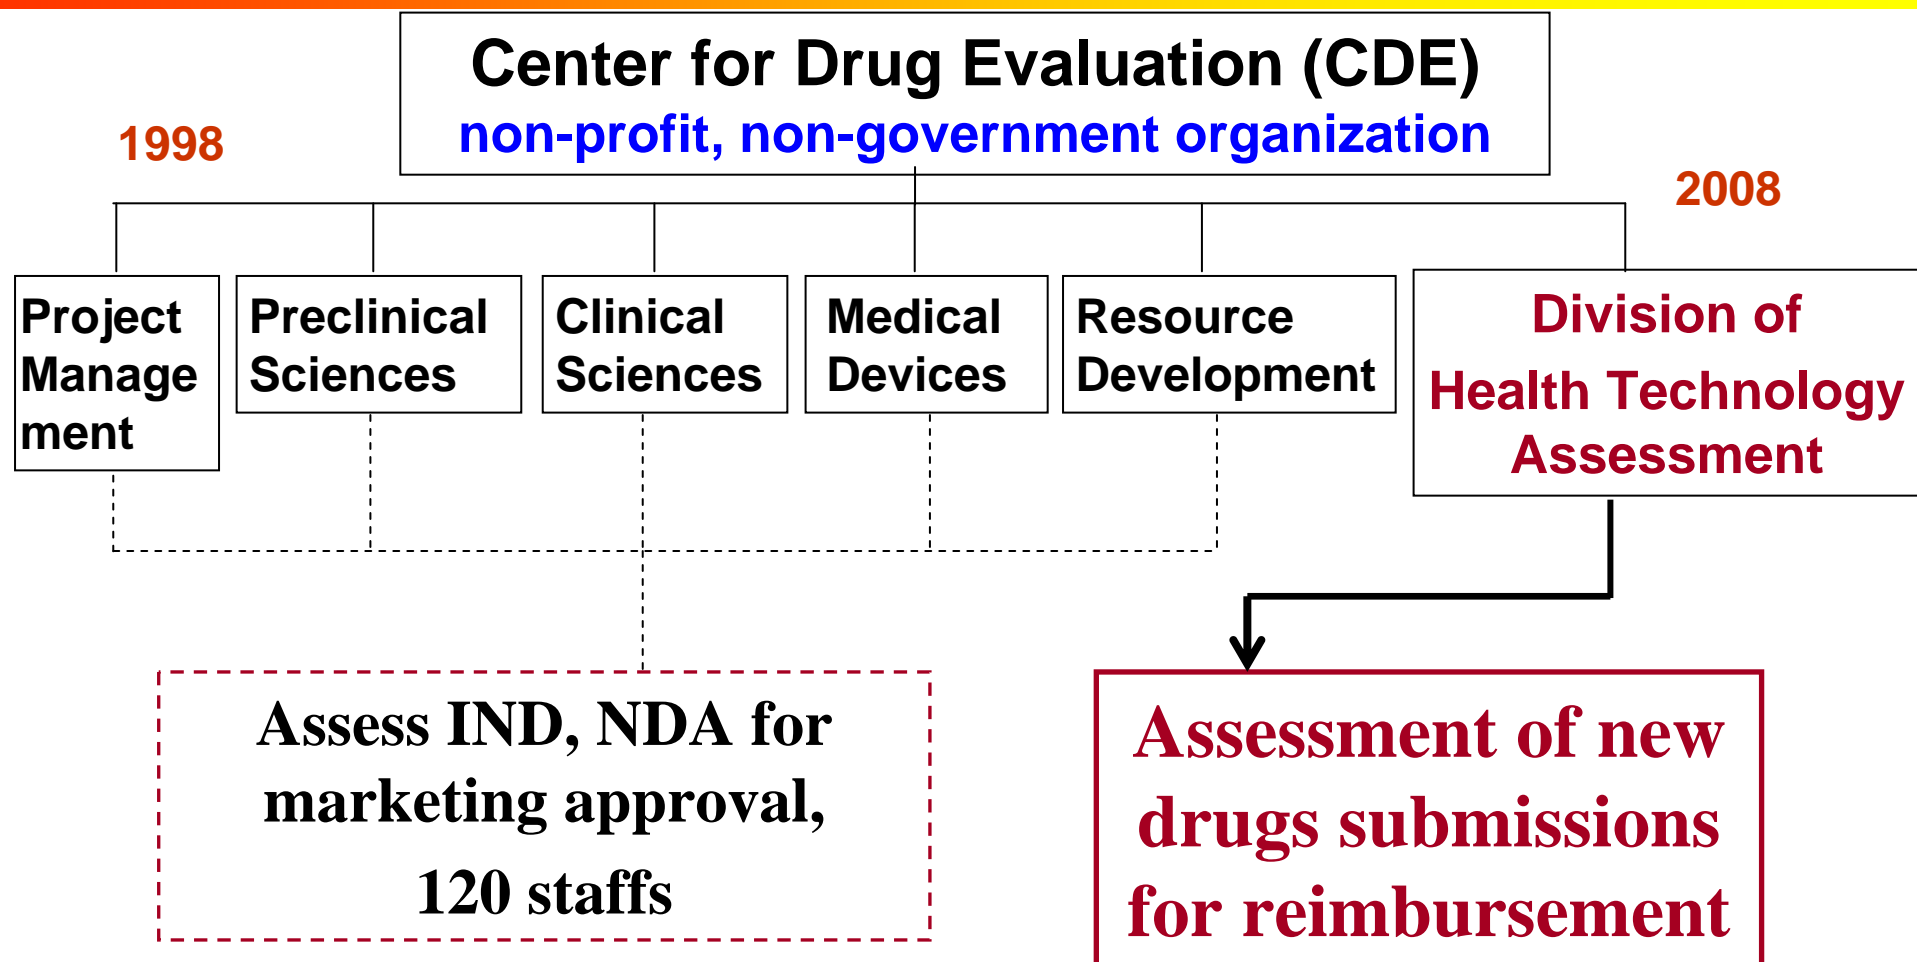 Center for Drug Evaluation (CDE)
non-profit, non-government organization
1998
2008
Project
Manage
ment
Preclinical
Sciences
Clinical
Sciences
Medical
Devices
Resource
Development
Division of
Health Technology
Assessment
Assess IND, NDA for
marketing approval,
120 staffs
Assessment of new
drugs submissions
for reimbursement